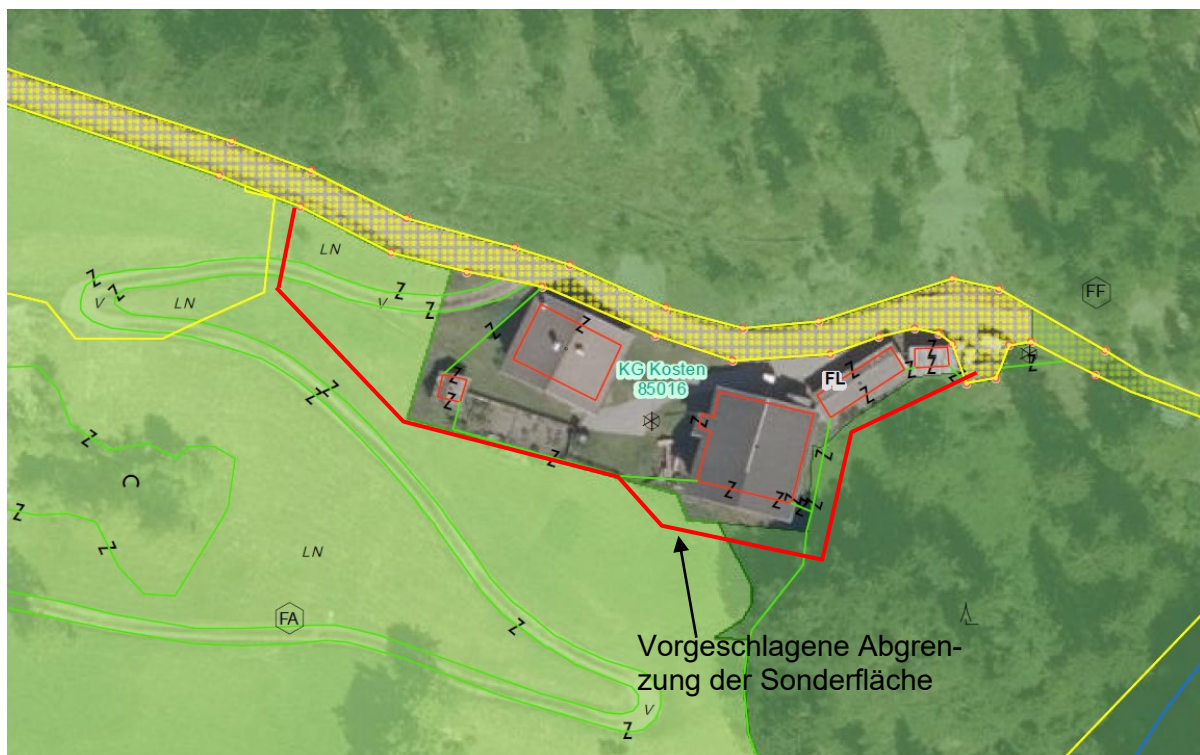 LN
FF
V
LN
V
KG Kosten
85016
FL
LN
FA
Vorgeschlagene Abgren-
zung der Sonderfläche
V